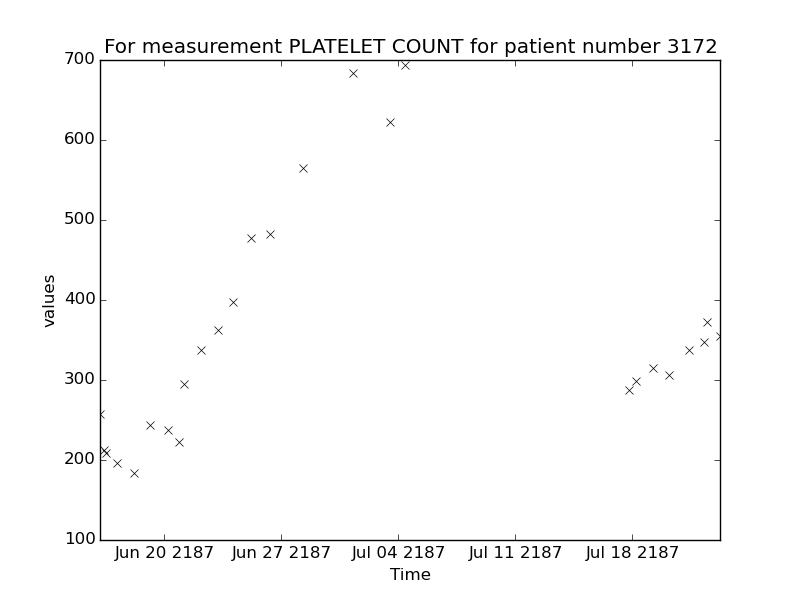 For measurement PLATELET COUNT for patient number 3172
700
600
500
400
300
200
100
values
Jun 20 2187 Jun 27 2187 Jul 04 2187 Jul 11 2187 Jul 18 2187
Time